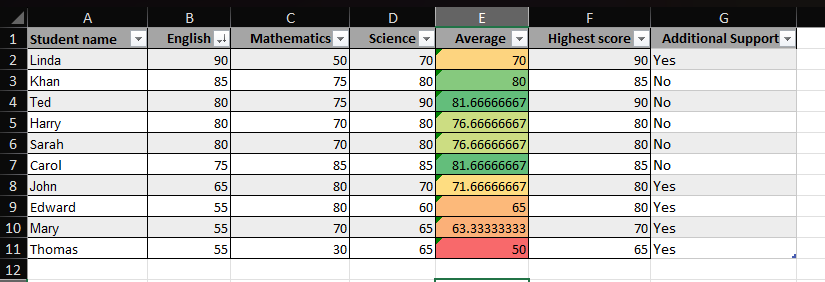 A B C D E F G
1 Student name English Mathematics Science Average Highest score Additional Support
2 Linda 90 50 70 70 90 Yes
3 Khan 85 75 80 80 85 No
4 Ted 80 75 90 81.66666667 90 No
5 Harry 80 70 80 76.66666667 80 No
6 Sarah 80 70 80 76.66666667 80 No
7 Carol 75 85 85 81.66666667 85 No
8 John 65 80 70 71.66666667 80 Yes
9 Edward 55 80 60 65 80 Yes
10 Mary 55 70 65 63.33333333 70 Yes
11 Thomas 55 30 65 50 65 Yes
12